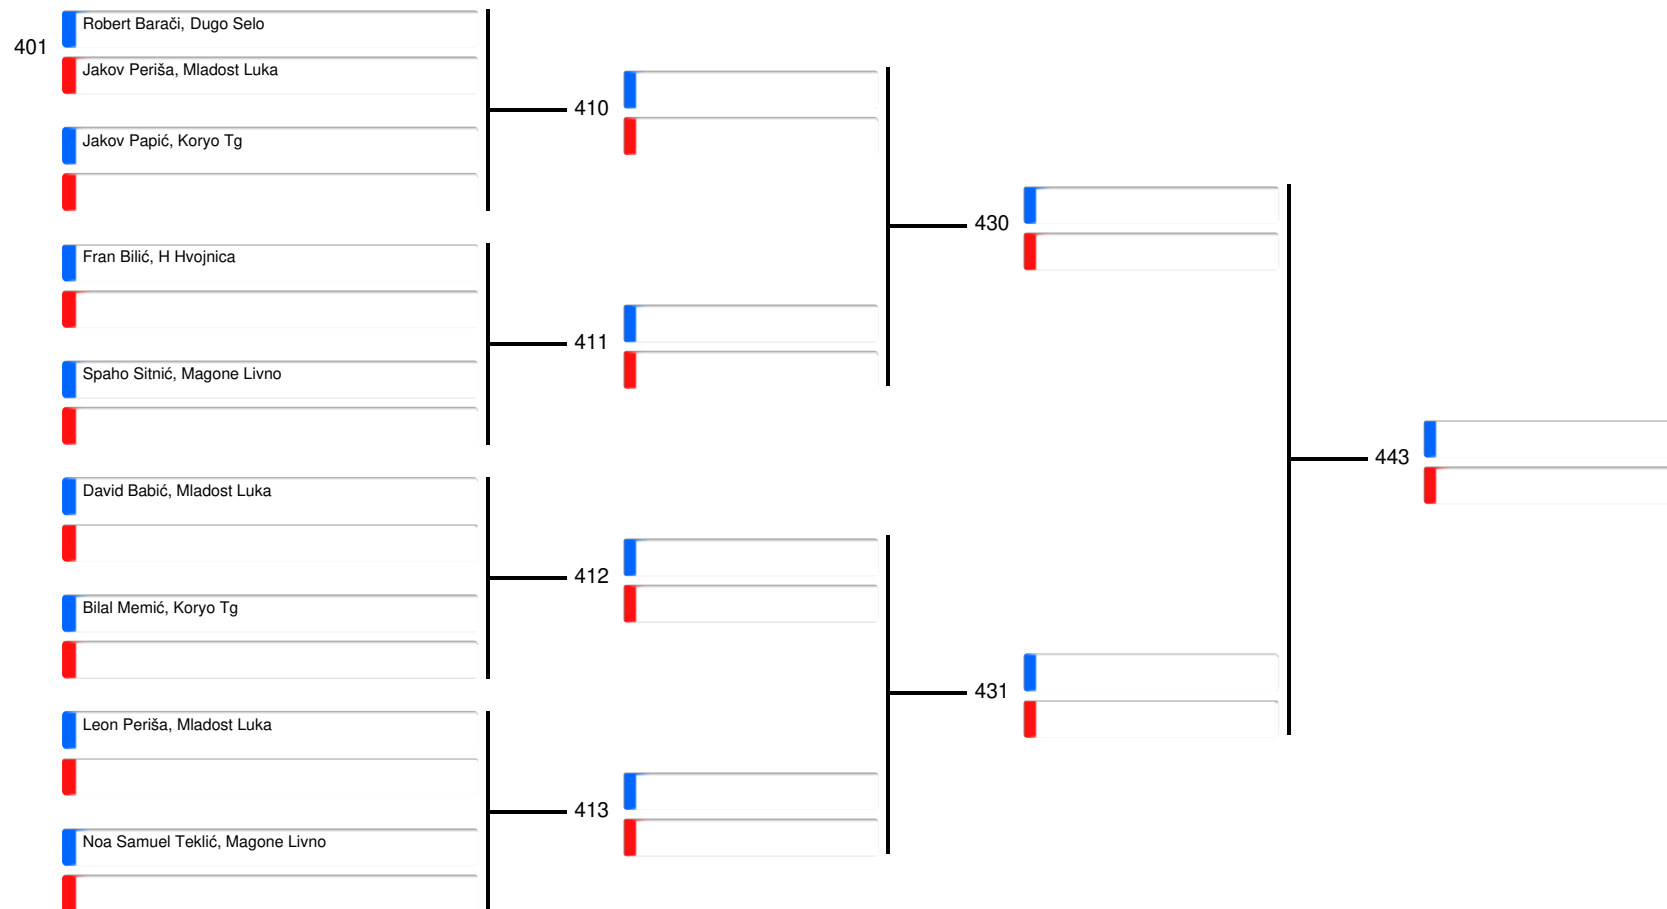 Robert Barači, Dugo Selo
401
Jakov Periša, Mladost Luka
410
Jakov Papić, Koryo Tg
430
Fran Bilić, H Hvojnica
411
Spaho Sitnić, Magone Livno
443
David Babić, Mladost Luka
412
Bilal Memić, Koryo Tg
431
Leon Periša, Mladost Luka
413
Noa Samuel Teklić, Magone Livno